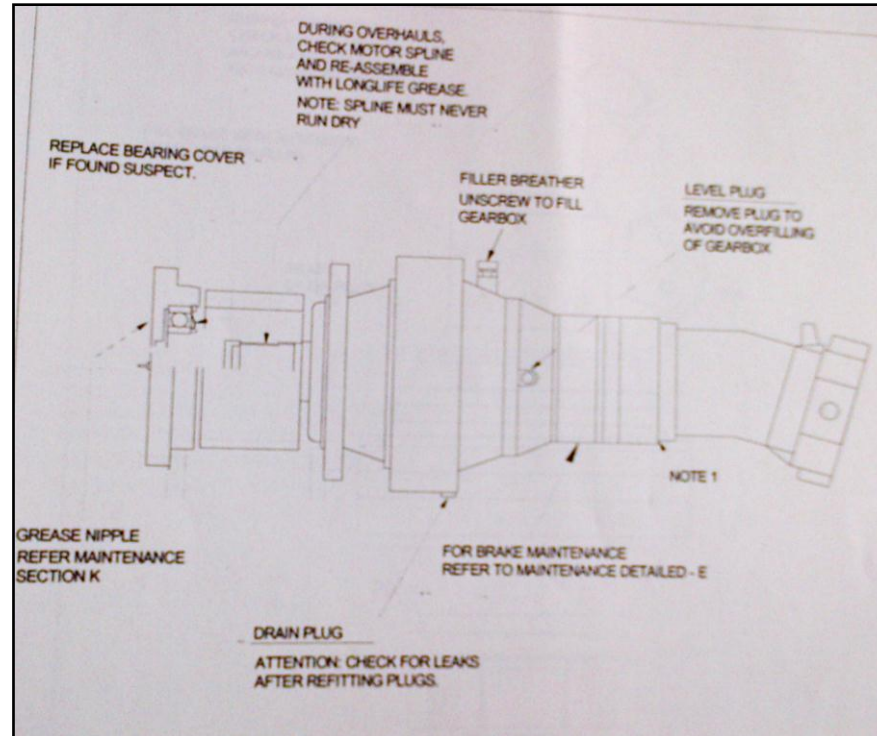 DURING OVERHAULS,
CHECK MOTOR SPLINE
AND RE-ASSEMBLE
WITH LONGLIFE GREASE.
NOTE: SPLINE MUST NEVER
RUN DRY
REPLACE BEARING COVER
IF FOUND SUSPECT.
FILLER BREATHER
UNSCREW TO FILL
GEARBOX
LEVEL PLUG
REMOVE PLUG TO
AVOID OVERFILLING
OF GEARBOX
NOTE 1
GREASE NIPPLE
REFER MAINTENANCE
SECTION K
FOR BRAKE MAINTENANCE
REFER TO MAINTENANCE DETAILED - E
DRAIN PLUG
ATTENTION: CHECK FOR LEAKS
AFTER REFITTING PLUGS.